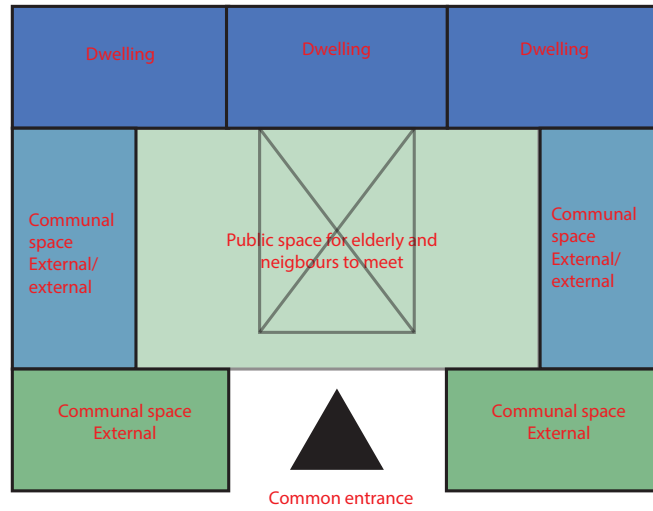 Dwelling
Dwelling
Dwelling
Communal
space
External/
external
Public space for elderly and
neigbours to meet
Communal
space
External/
external
Communal space
External
Communal space
External
Common entrance